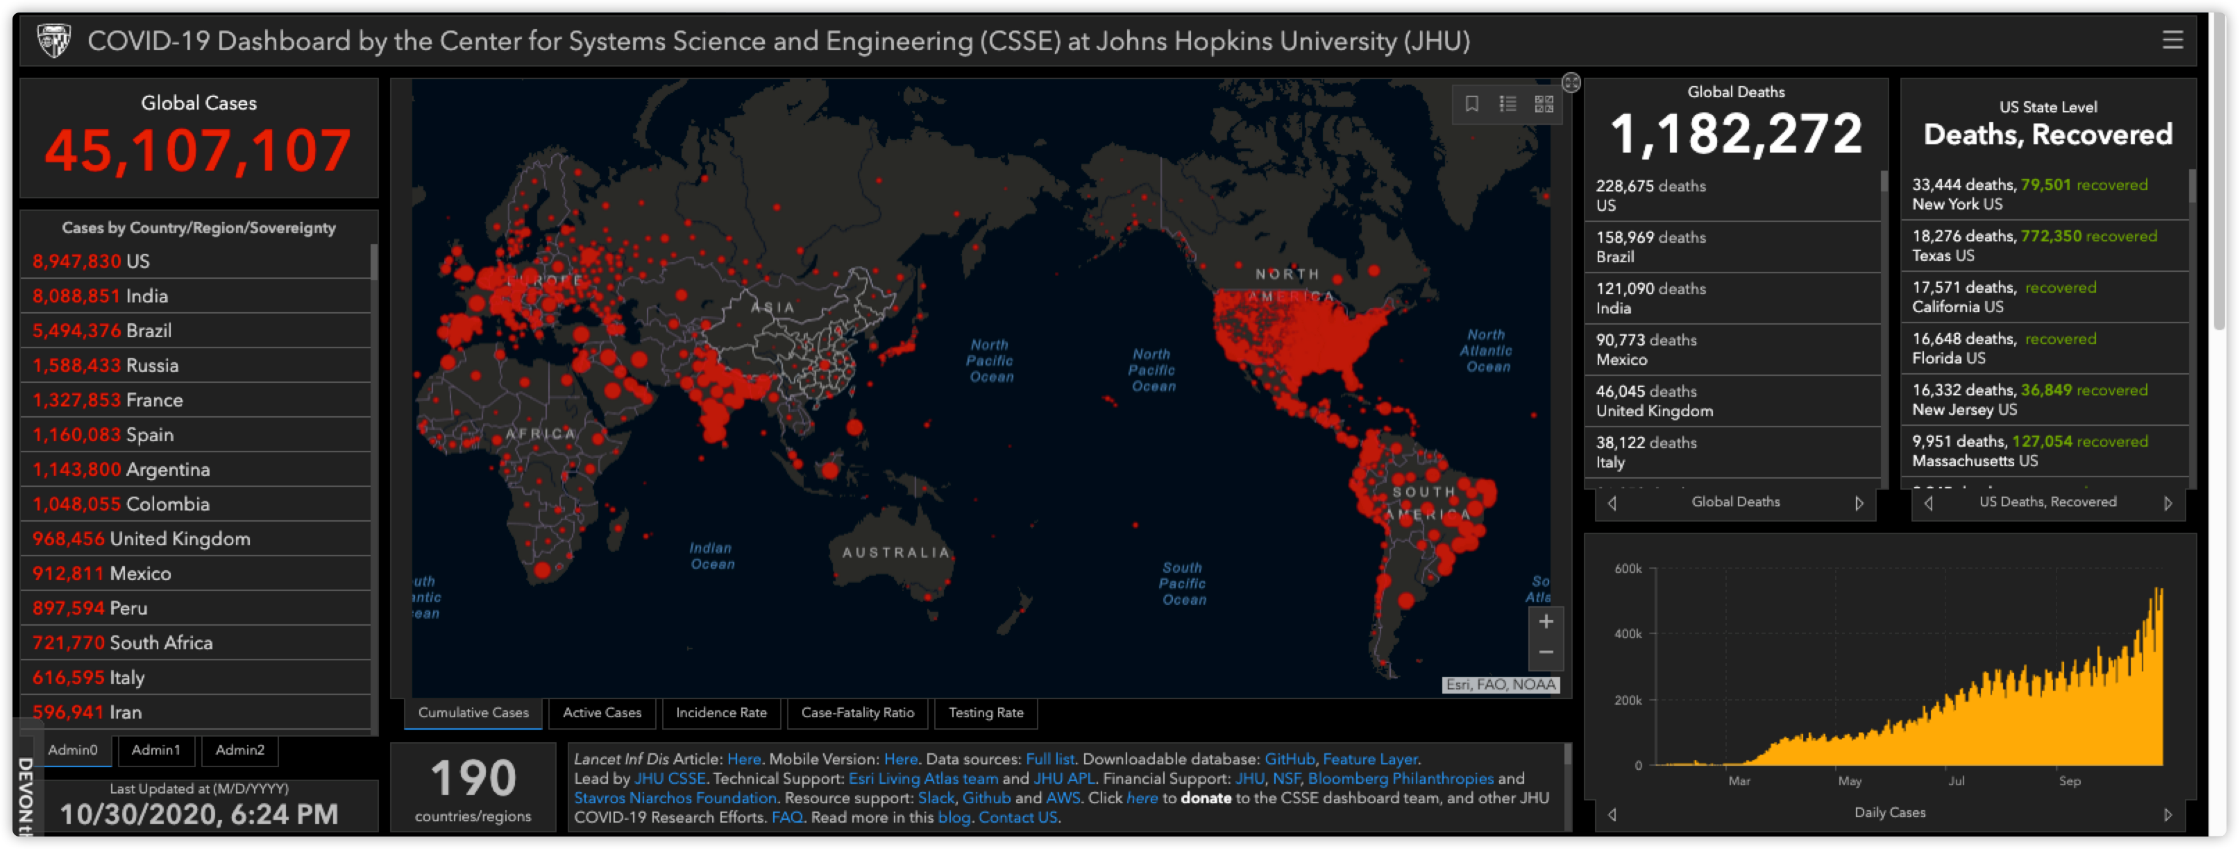 COVID-19 Dashboard by the Center for Systems Science and Engineering (CSSE) at Johns Hopkins University (JHU)
Global Cases
45,107,107
Cases by Country/Region/Sovereignty
8,947,830 US
8,088,851 India
5,494,376 Brazil
1,588,433 Russia
1,327,853 France
1,160,083 Spain
1,143,800 Argentina
1,048,055 Colombia
968,456 United Kingdom
912,811 Mexico
897,594 Peru
721,770 South Africa
616,595 Italy
596,941 Iran
Admin0
Admin1
Admin2
DEVONt
Last Updated at (M/D/YYYY)
10/30/2020, 6:24 PM
EUROPE
ASIA
AFRICA
AUSTRALIA
NORTH
AMERICA
SOUTH
AMERICA
North
Pacific
Ocean
North
Pacific
Ocean
North
Atlantic
Ocean
Indian
Ocean
South
Pacific
Ocean
uth
ntic
ean
So
Atla
+
−
Esri, FAO, NOAA
Cumulative Cases
Active Cases
Incidence Rate
Case-Fatality Ratio
Testing Rate
190
countries/regions
Lancet Inf Dis Article: Here. Mobile Version: Here. Data sources: Full list. Downloadable database: GitHub, Feature Layer.
Lead by JHU CSSE. Technical Support: Esri Living Atlas team and JHU APL. Financial Support: JHU, NSF, Bloomberg Philanthropies and
Stavros Niarchos Foundation. Resource support: Slack, Github and AWS. Click here to donate to the CSSE dashboard team, and other JHU
COVID-19 Research Efforts. FAQ. Read more in this blog. Contact US.
Global Deaths
1,182,272
228,675 deaths
US
158,969 deaths
Brazil
121,090 deaths
India
90,773 deaths
Mexico
46,045 deaths
United Kingdom
38,122 deaths
Italy
Global Deaths
US State Level
Deaths, Recovered
33,444 deaths, 79,501 recovered
New York US
18,276 deaths, 772,350 recovered
Texas US
17,571 deaths, recovered
California US
16,648 deaths, recovered
Florida US
16,332 deaths, 36,849 recovered
New Jersey US
9,951 deaths, 127,054 recovered
Massachusetts US
US Deaths, Recovered
600k
400k
200k
0
Mar
May
Jul
Sep
Daily Cases